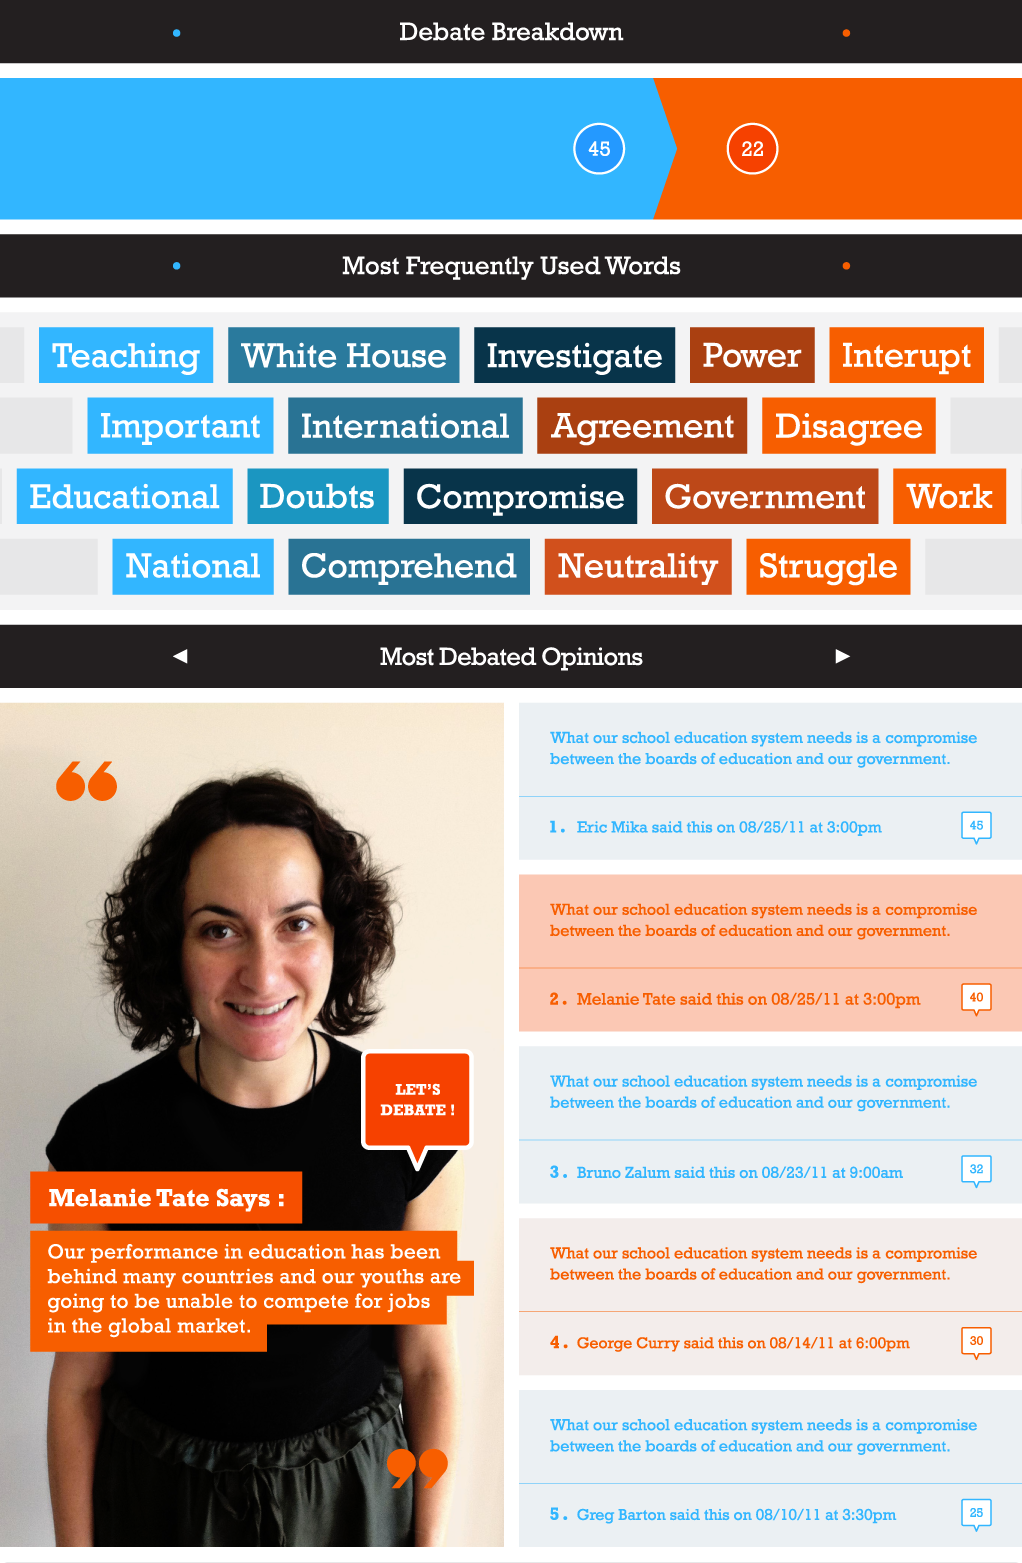 Debate Breakdown
45
22
Most Frequently Used Words
Teaching White House Investigate Power Interupt
Important International Agreement Disagree
Educational Doubts Compromise Government Work
National Comprehend Neutrality Struggle
Most Debated Opinions
“
LET'S
DEBATE !
Melanie Tate Says :
Our performance in education has been
behind many countries and our youths are
going to be unable to compete for jobs
in the global market.
”
What our school education system needs is a compromise
between the boards of education and our government.
1. Eric Mika said this on 08/25/11 at 3:00pm
45
What our school education system needs is a compromise
between the boards of education and our government.
2. Melanie Tate said this on 08/25/11 at 3:00pm
40
What our school education system needs is a compromise
between the boards of education and our government.
3. Bruno Zalum said this on 08/23/11 at 9:00am
32
What our school education system needs is a compromise
between the boards of education and our government.
4. George Curry said this on 08/14/11 at 6:00pm
30
What our school education system needs is a compromise
between the boards of education and our government.
5. Greg Barton said this on 08/10/11 at 3:30pm
25